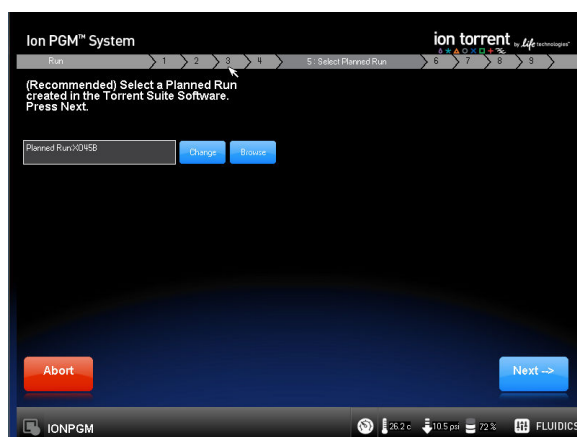 Ion PGM™ System
ion torrent by life technologies™
Run 1 2 3 4 5: Select Planned Run 6 7 8 9
(Recommended) Select a Planned Run
created in the Torrent Suite Software.
Press Next.
Planned Run:XD45B
Change
Browse
Abort
Next -->
IONPGM
26.2 c
10.5 psi
72 %
FLUIDICS